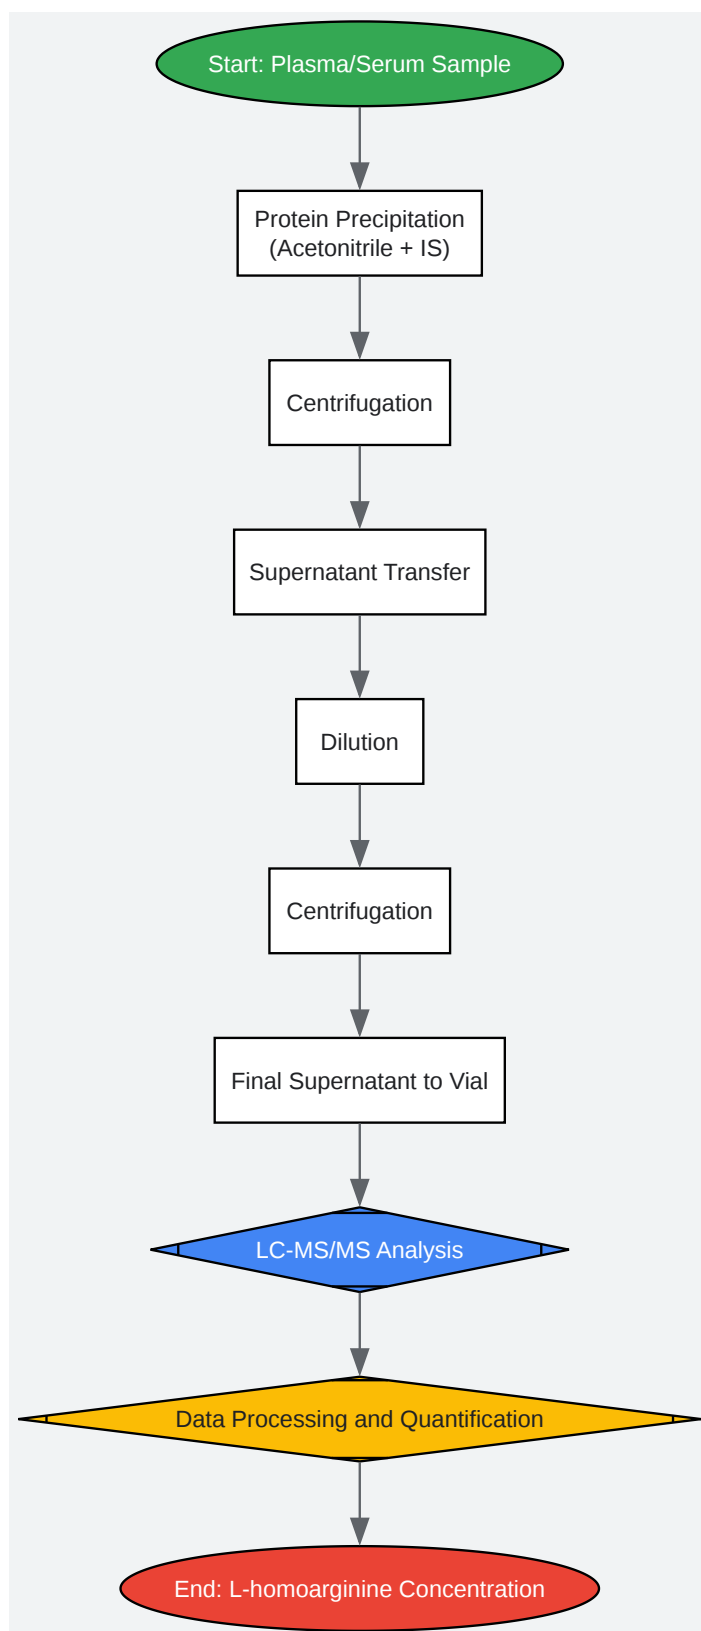 Start: Plasma/Serum Sample
Protein Precipitation
(Acetonitrile + IS)
Centrifugation
Supernatant Transfer
Dilution
Centrifugation
Final Supernatant to Vial
LC-MS/MS Analysis
Data Processing and Quantification
End: L-homoarginine Concentration